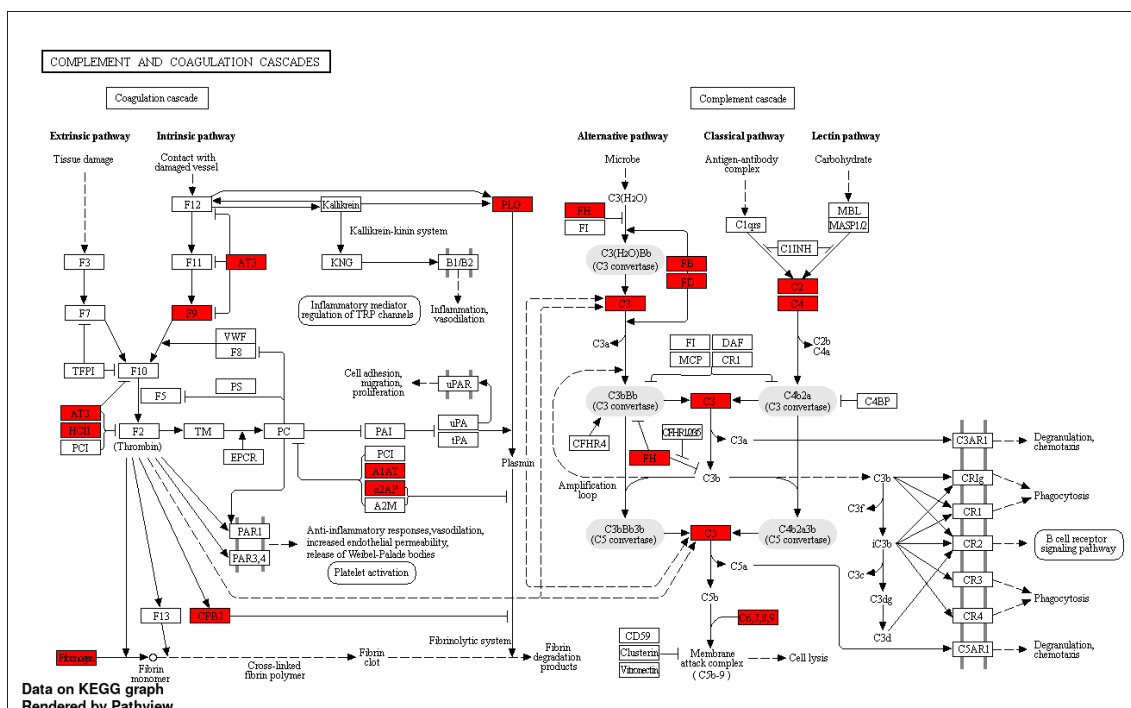 COMPLEMENT AND COAGULATION CASCADES
Coagulation cascade
Complement cascade
Extrinsic pathway
Intrinsic pathway
Alternative pathway
Classical pathway
Lectin pathway
Tissue damage
Contact with
damaged vessel
Microbe
Antigen-antibody
complex
Carbohydrate
F12
Kallikrein
PLG
C3(H2O)
FH
FI
C1qrs
MBL
MASP1/2
Kallikrein-kinin system
C1INH
F3
F11
AT3
KNG
B1/B2
C3(H2O)Bb
(C3 convertase)
FB
FD
C2
C4
F7
F9
Inflammatory mediator
regulation of TRP channels
Inflammation,
vasodilation
C3
VWF
F8
C3a
FI
DAF
MCP
CR1
C2b
C4a
TFPI
F10
Cell adhesion,
migration,
proliferation
uPAR
F5
PS
C3bBb
(C3 convertase)
C3
C4b2a
(C3 convertase)
C4BP
AT3
HCII
PCI
F2
(Thrombin)
TM
PC
PAI
uPA
tPA
EPCR
CFHR4
C3a
C3AR1
Degranulation,
chemotaxis
PCI
A1AT
α2AP
A2M
Plasmin
FH
Amplification
loop
C3b
C3b
CRIg
Phagocytosis
C3f
CR1
PAR1
PAR3,4
Anti-inflammatory responses,vasodilation,
increased endothelial permeability,
release of Weibel-Palade bodies
Platelet activation
C3bBb3b
(C5 convertase)
C5
C4b2a3b
(C5 convertase)
iC3b
CR2
B cell receptor
signaling pathway
C5a
C3c
CR3
C5b
C3dg
Phagocytosis
F13
CPB2
C6,7,8,9
CR4
Fibrinolytic system
CD59
Clusterin
Vitronectin
C3d
C5AR1
Degranulation,
chemotaxis
Fibrinogen
Fibrin
monomer
Cross-linked
fibrin polymer
Fibrin
clot
Fibrin
degradation
products
Membrane
attack complex
(C5b-9)
Cell lysis
Data on KEGG graph
Rendered by Pathview